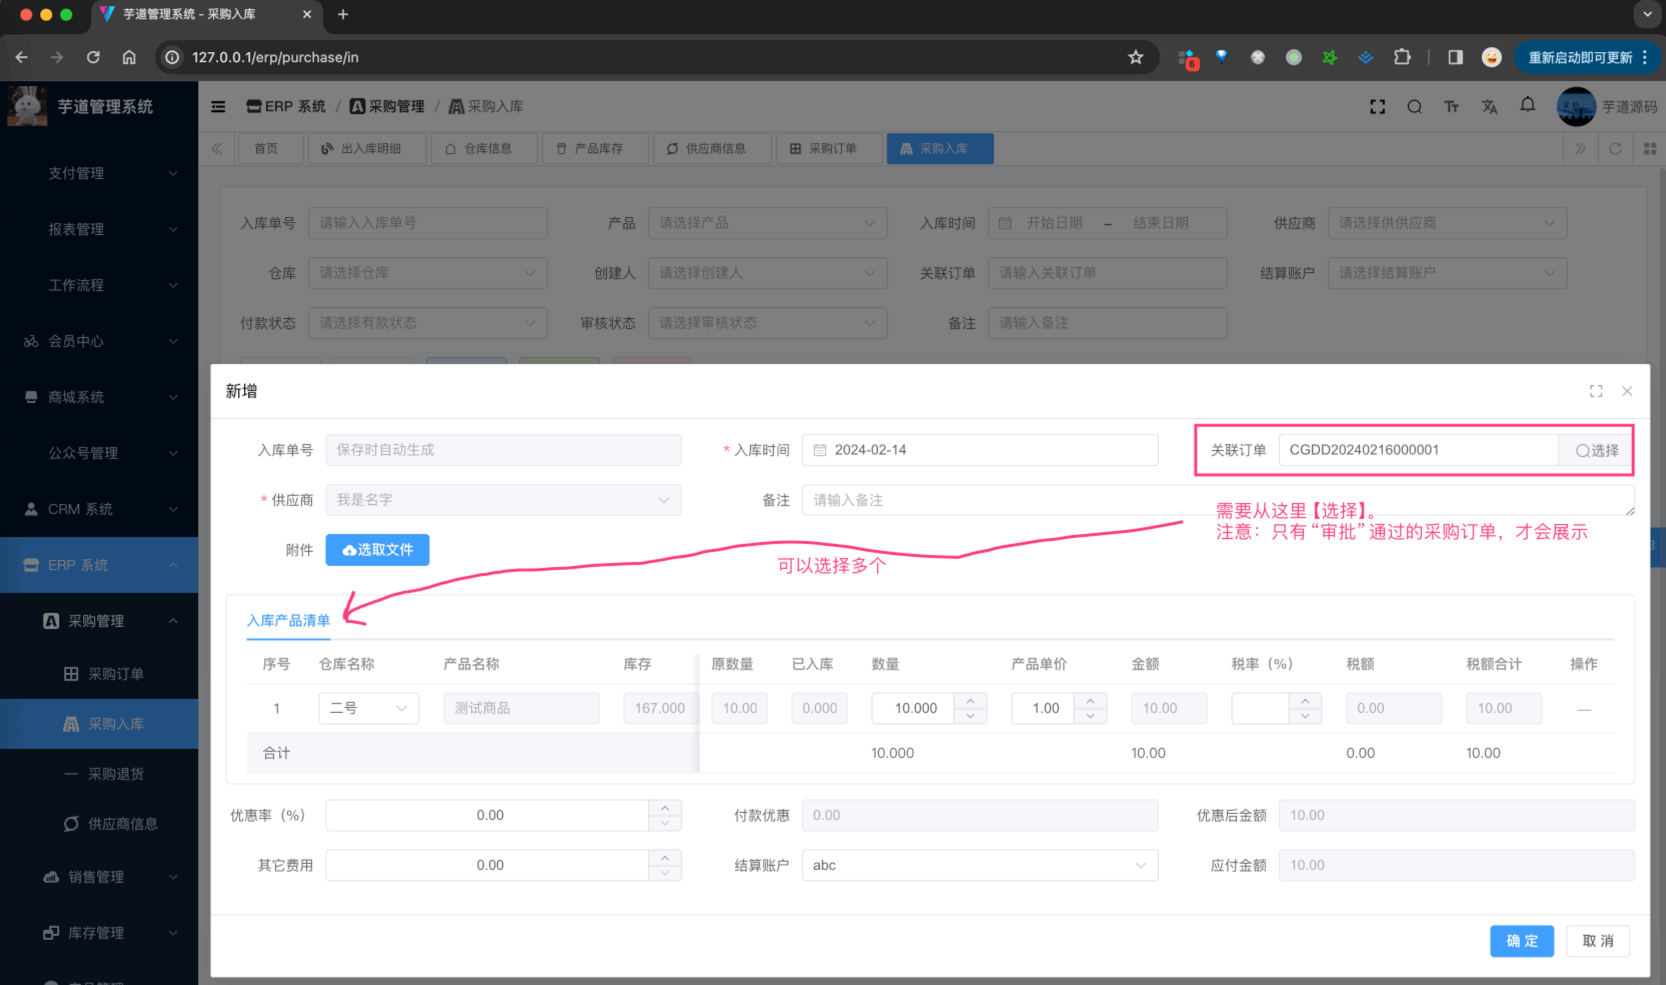 芋道管理系统 - 采购入库
127.0.0.1/erp/purchase/in
6
重新启动即可更新
芋道管理系统
ERP 系统 / 采购管理 / 采购入库
芋道源码
首页 出入库明细 仓库信息 产品库存 供应商信息 采购订单 采购入库
支付管理
报表管理
工作流程
会员中心
商城系统
公众号管理
CRM 系统
ERP 系统
采购管理
采购订单
采购入库
采购退货
供应商信息
销售管理
库存管理
入库单号 请输入入库单号 产品 请选择产品 入库时间 开始日期 - 结束日期 供应商 请选择供供应商
仓库 请选择仓库 创建人 请选择创建人 关联订单 请输入关联订单 结算账户 请选择结算账户
付款状态 请选择有款状态 审核状态 请选择审核状态 备注 请输入备注
新增
入库单号 保存时自动生成 * 入库时间 2024-02-14 关联订单 CGDD20240216000001 选择
* 供应商 我是名字 备注 请输入备注
需要从这里【选择】。
注意：只有“审批”通过的采购订单，才会展示
附件 选取文件
可以选择多个
入库产品清单
序号 仓库名称 产品名称 库存 原数量 已入库 数量 产品单价 金额 税率（%） 税额 税额合计 操作
1 二号 测试商品 167.000 10.00 0.000 10.000 1.00 10.00 0.00 10.00 —
合计 10.000 10.00 0.00 10.00
优惠率（%） 0.00 付款优惠 0.00 优惠后金额 10.00
其它费用 0.00 结算账户 abc 应付金额 10.00
确 定 取 消